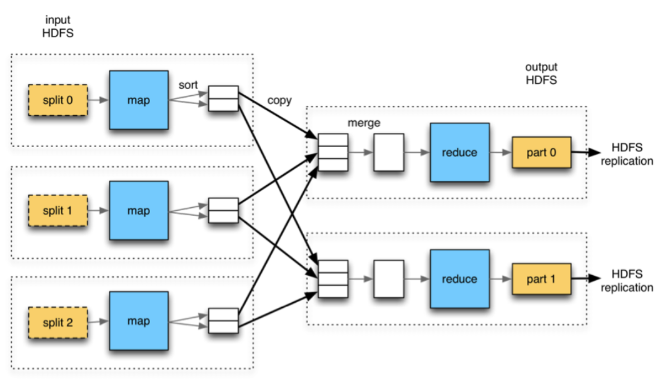 input
HDFS
split 0
map
sort
copy
split 1
map
split 2
map
output
HDFS
merge
reduce
part 0
HDFS
replication
reduce
part 1
HDFS
replication